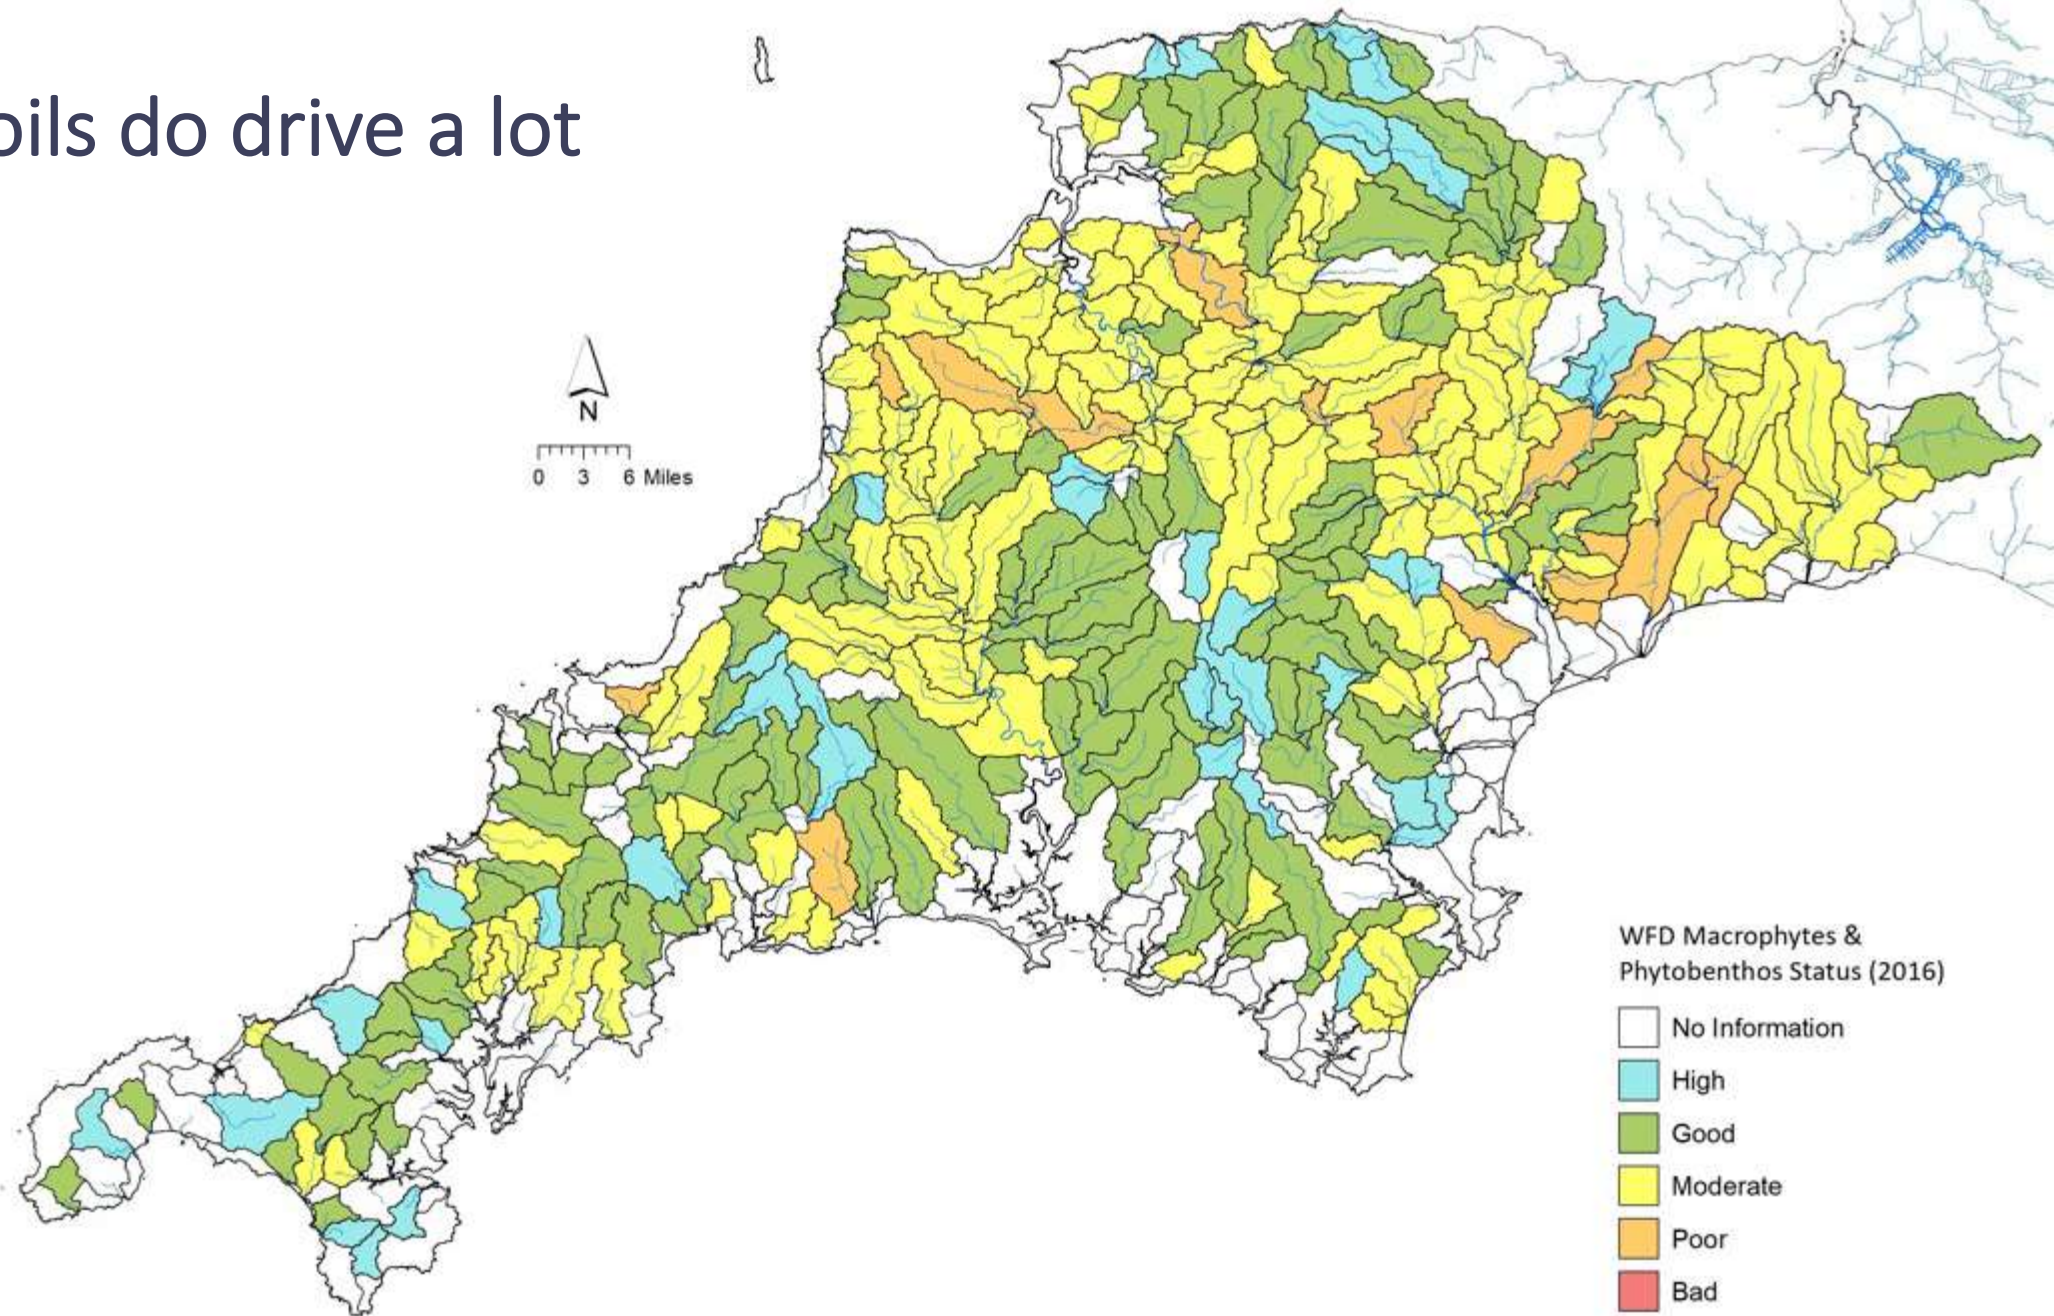 oils do drive a lot
N
0 3 6 Miles
WFD Macrophytes &
Phytobenthos Status (2016)
No Information
High
Good
Moderate
Poor
Bad